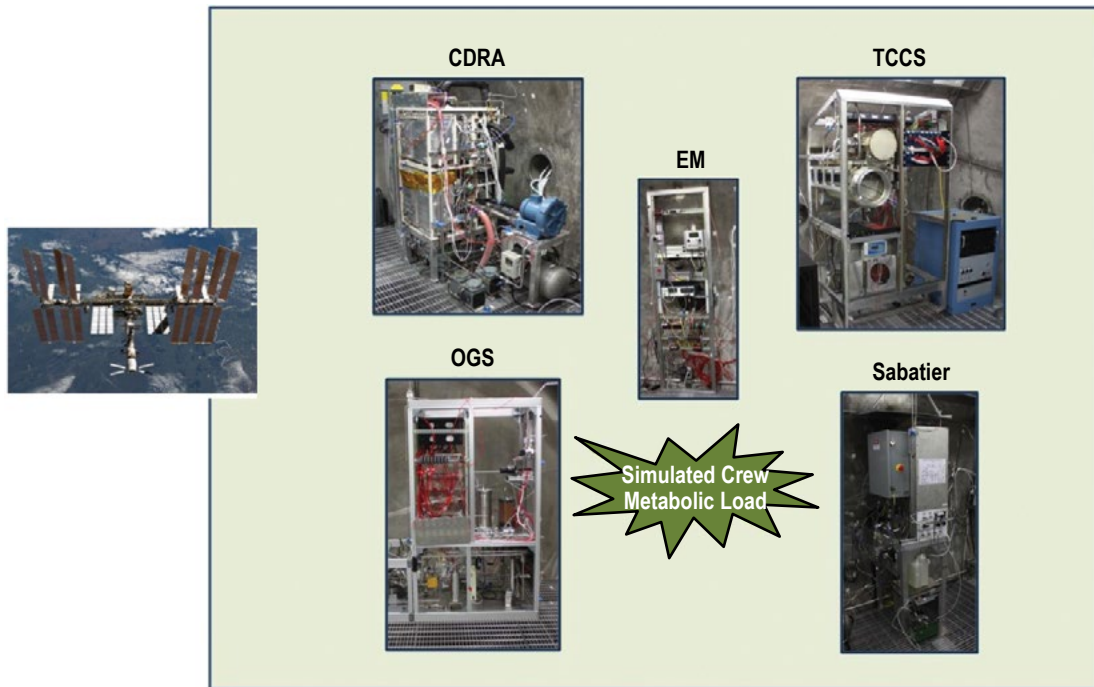 CDRA
TCCS
EM
OGS
Sabatier
Simulated Crew
Metabolic Load